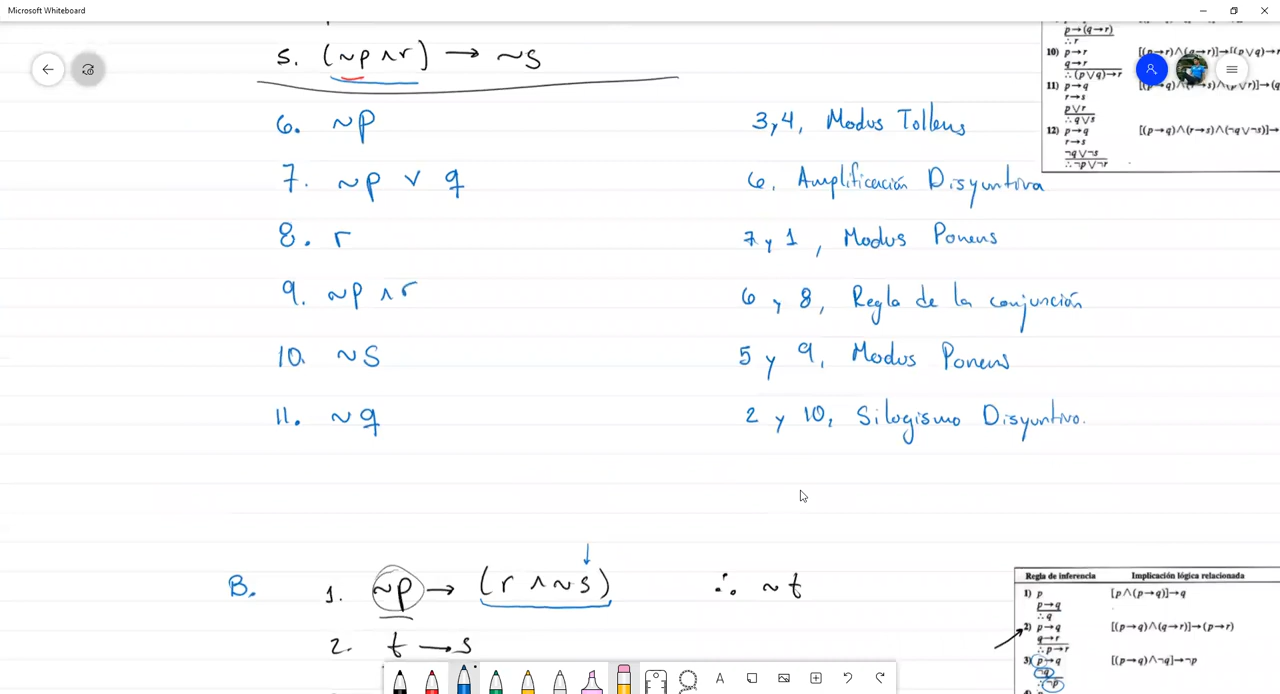 Microsoft Whiteboard
5. (~p ∧ r) → ~s
6. ~p 3 y 4, Modus Tollens
7. ~p ∨ q 6, Amplificación Disyuntiva
8. r 7 y 1, Modus Ponens
9. ~p ∧ r 6 y 8, Regla de la conjunción
10. ~s 5 y 9, Modus Ponens
11. ~q 2 y 10, Silogismo Disyuntivo.
p→(q→r)
∴r
10) p→r
q→r
∴(p∨q)→r
11) p→q
r→s
p∨r
∴q∨s
12) p→q [(p→q)∧(r→s)∧(¬q∨¬s)]→
r→s
¬q∨¬s
∴¬p∨¬r
B. 1. ~p → (r ∧ ~s) ∴ ~t
2. t → s
Regla de inferencia Implicación lógica relacionada
1) p [p∧(p→q)]→q
p→q
∴q
2) p→q [(p→q)∧(q→r)]→(p→r)
q→r
∴p→r
3) p→q [(p→q)∧¬q]→¬p
¬q
∴¬p
A